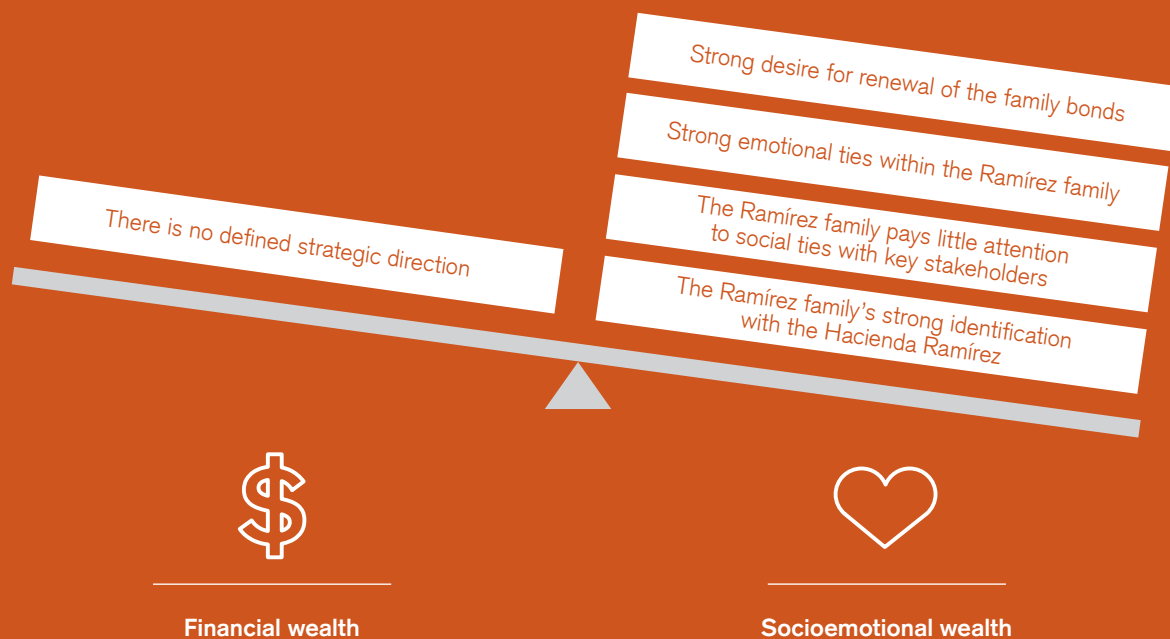 Strong desire for renewal of the family bonds
Strong emotional ties within the Ramírez family
The Ramírez family pays little attention
to social ties with key stakeholders
The Ramírez family’s strong identification
with the Hacienda Ramírez
There is no defined strategic direction
$
Financial wealth
Socioemotional wealth